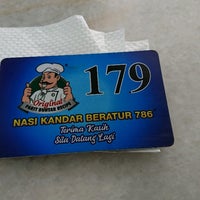 179
Original
NASI KANDAR BERATUR 786
Terima Kasih
Sila Datang Lagi